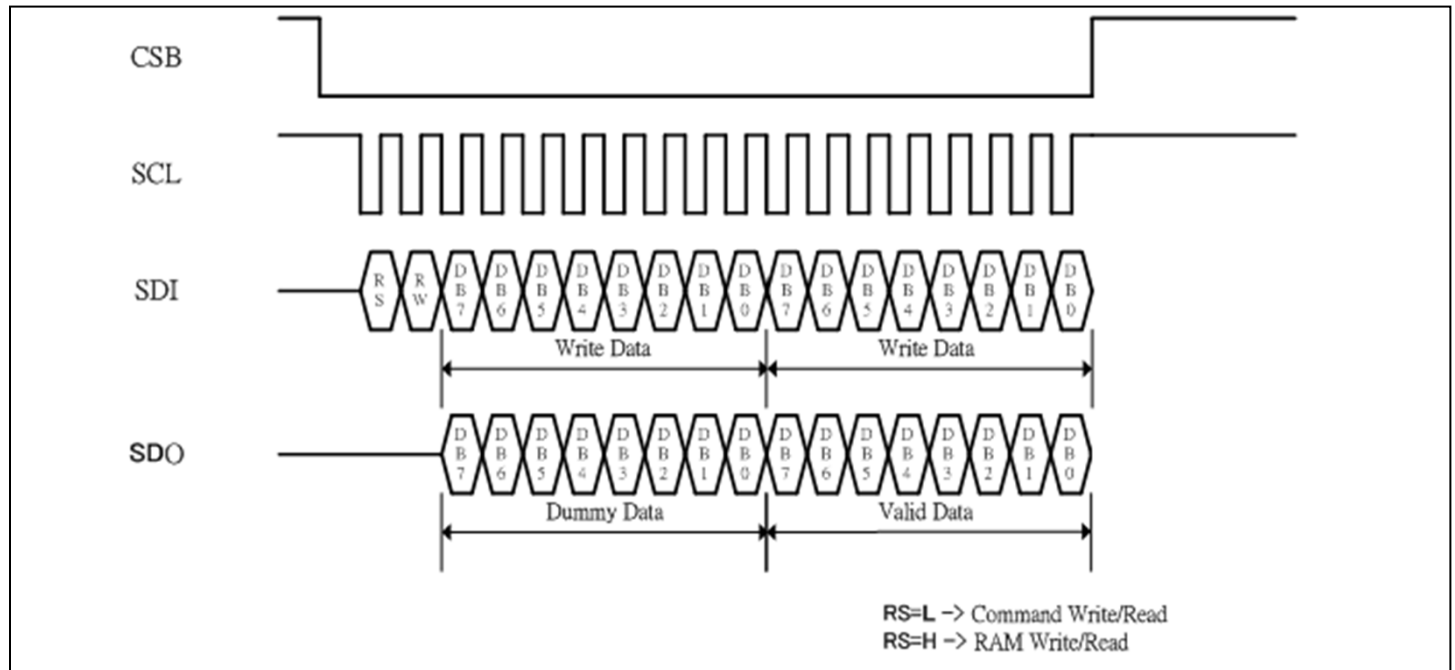 CSB
SCL
SDI
RS RW DB7 DB6 DB5 DB4 DB3 DB2 DB1 DB0 DB7 DB6 DB5 DB4 DB3 DB2 DB1 DB0
Write Data Write Data
SDO
DB7 DB6 DB5 DB4 DB3 DB2 DB1 DB0 DB7 DB6 DB5 DB4 DB3 DB2 DB1 DB0
Dummy Data Valid Data
RS=L -> Command Write/Read
RS=H -> RAM Write/Read